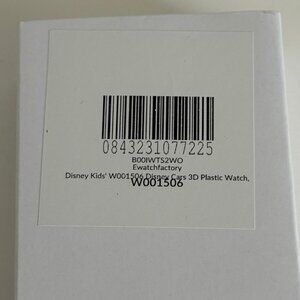 0843231077225
B00IWTS2WO
Ewatchfactory
Disney Kids' W001506 Disney Cars 3D Plastic Watch,
W001506